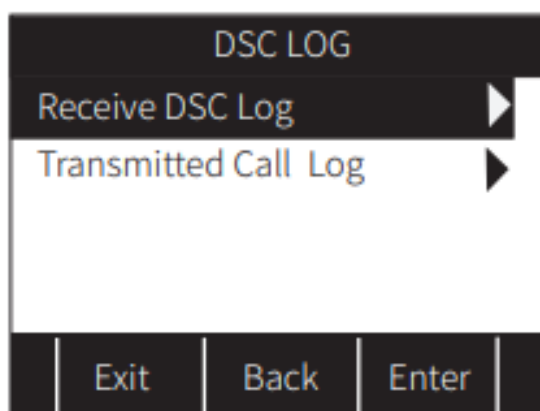 DSC LOG
Receive DSC Log
Transmitted Call Log
Exit Back Enter